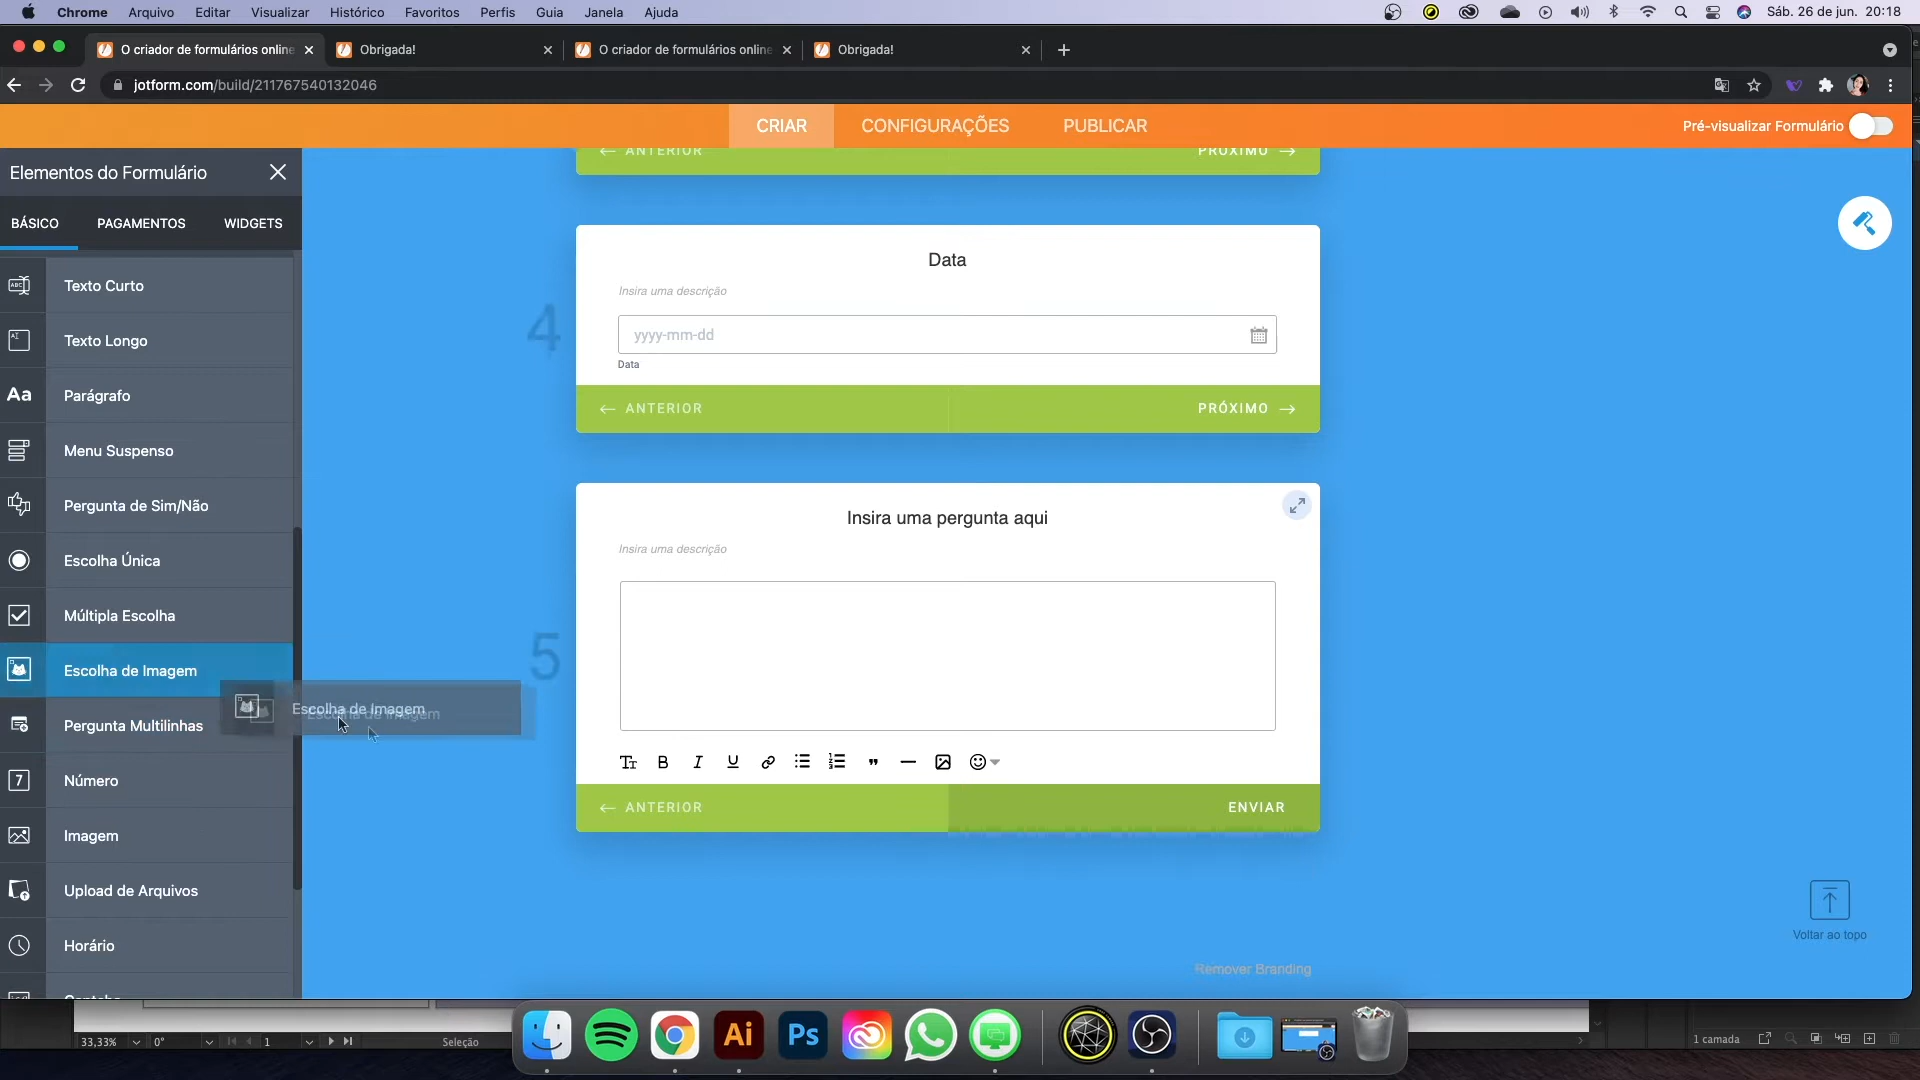 Chrome Arquivo Editar Visualizar Histórico Favoritos Perfis Guia Janela Ajuda Sáb. 26 de jun. 20:18
O criador de formulários online Obrigada! O criador de formulários online Obrigada!
jotform.com/build/211767540132046
CRIAR CONFIGURAÇÕES PUBLICAR Pré-visualizar Formulário
Elementos do Formulário
BÁSICO PAGAMENTOS WIDGETS
Texto Curto
Texto Longo
Parágrafo
Menu Suspenso
Pergunta de Sim/Não
Escolha Única
Múltipla Escolha
Escolha de Imagem
Escolha de Imagem
Escolha de Imagem
Pergunta Multilinhas
Número
Imagem
Upload de Arquivos
Horário
ANTERIOR PRÓXIMO
4
Data
Insira uma descrição
yyyy-mm-dd
Data
ANTERIOR PRÓXIMO
5
Insira uma pergunta aqui
Insira uma descrição
ANTERIOR ENVIAR
Voltar ao topo
Remover Branding
33,33% 0° 1 Seleção
Ai Ps
1 camada